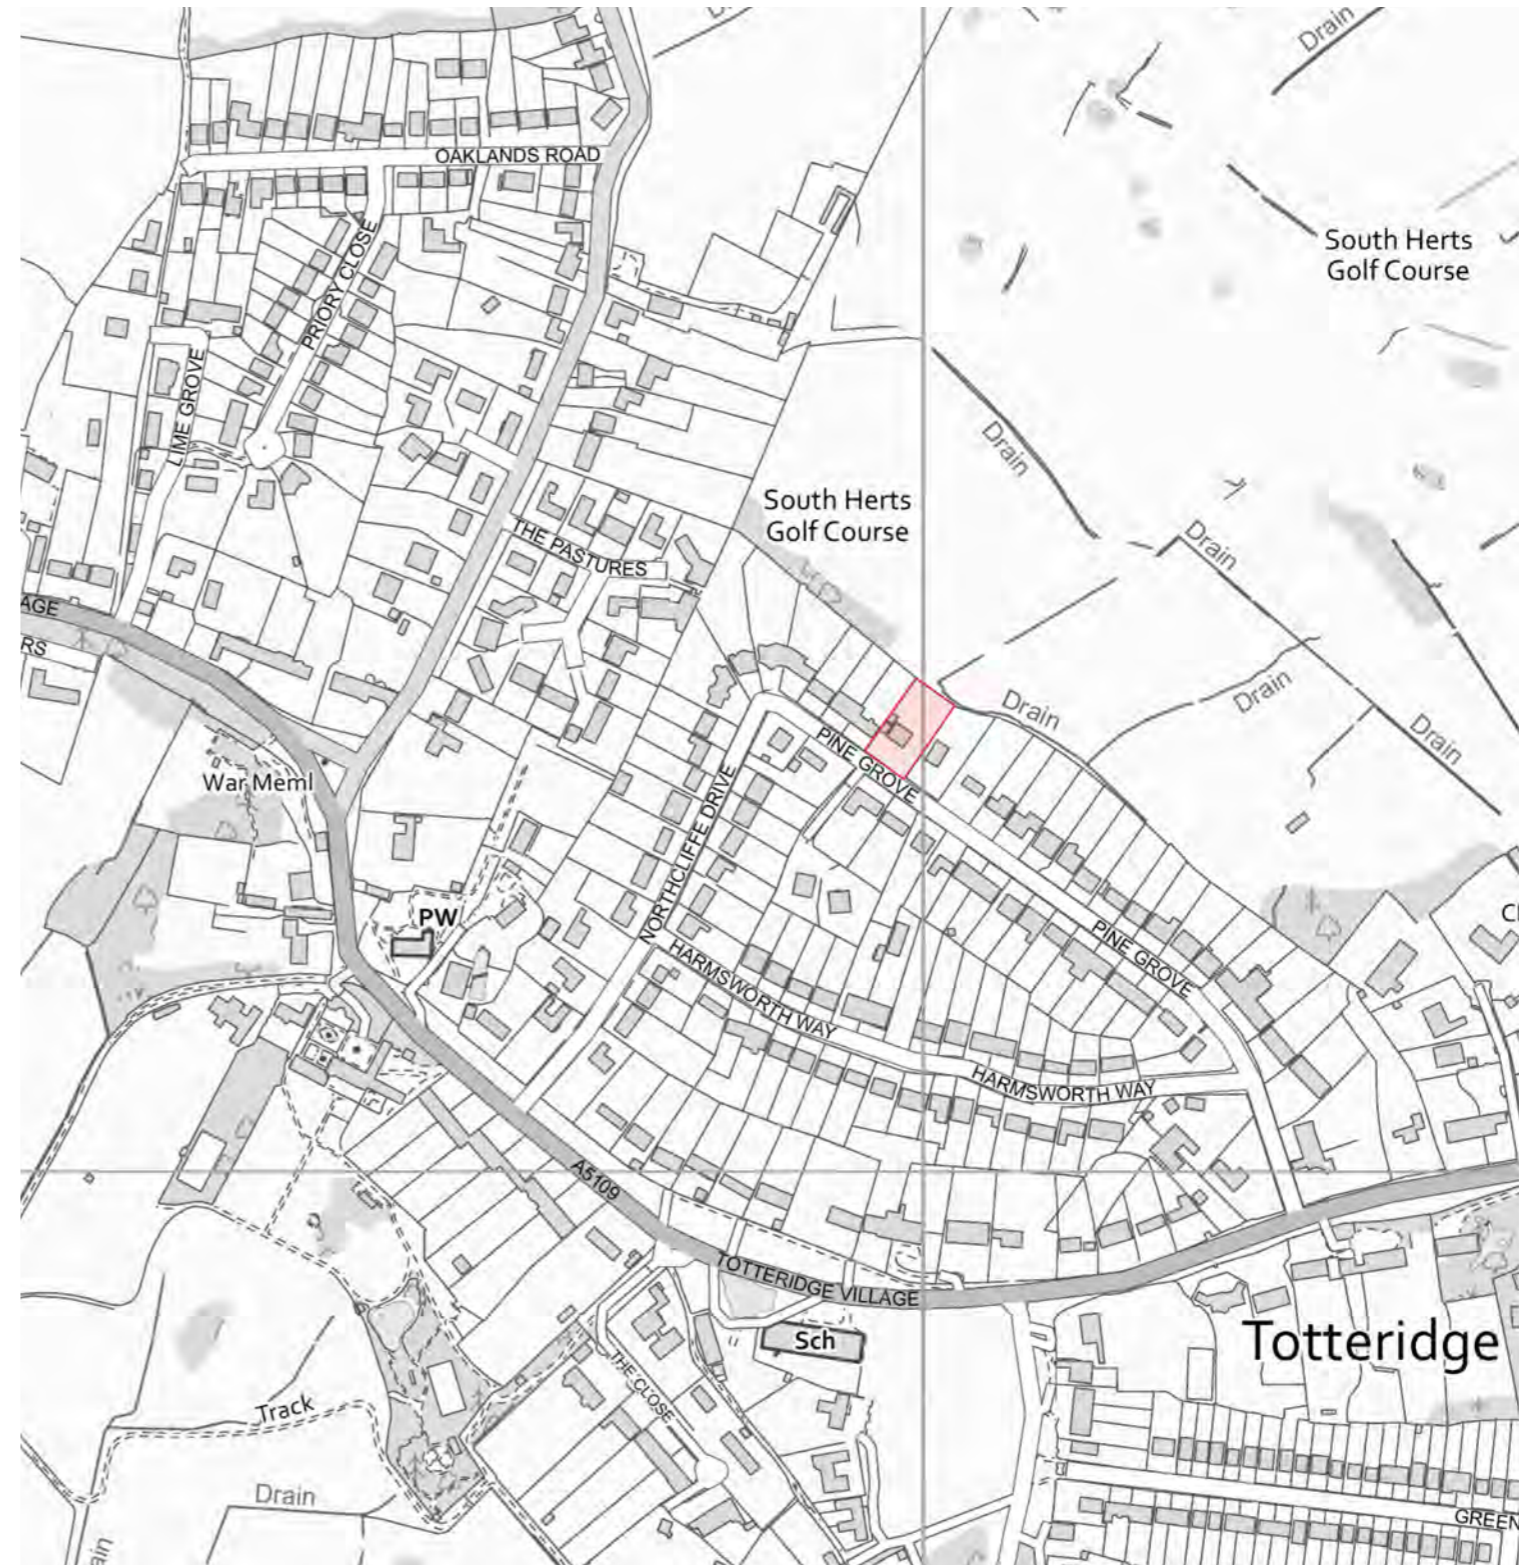 Drain
OAKLANDS ROAD
PRIORY CLOSE
South Herts
Golf Course
LIME GROVE
Drain
South Herts
Golf Course
THE PASTURES
Drain
AGE
RS
Drain
Drain
Drain
War Meml
PINE GROVE
NORTHCLIFFE DRIVE
PW
PINE GROVE
HARMSWORTH WAY
HARMSWORTH WAY
A5109
TOTTERIDGE VILLAGE
Sch
Totteridge
THE CLOSE
Track
Drain
GREEN
ain